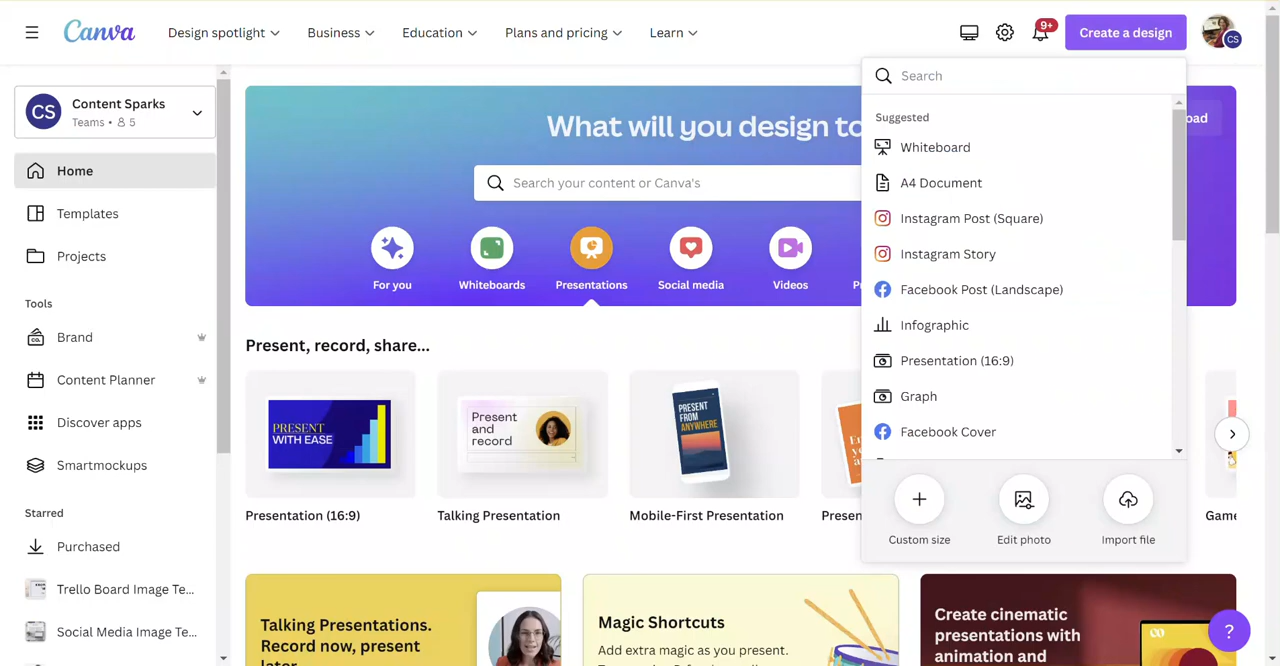 Canva
Design spotlight
Business
Education
Plans and pricing
Learn
9+
Create a design
CS
CS
Content Sparks
Teams • 5
Home
Templates
Projects
Tools
Brand
Content Planner
Discover apps
Smartmockups
Starred
Purchased
Trello Board Image Te...
Social Media Image Te...
What will you design to
Search your content or Canva's
For you
Whiteboards
Presentations
Social media
Videos
Present, record, share...
PRESENT
WITH EASE
Present
and
record
PRESENT
FROM
ANYWHERE
Presentation (16:9)
Talking Presentation
Mobile-First Presentation
Presen
Game
Talking Presentations.
Record now, present
later.
Magic Shortcuts
Add extra magic as you present.
Create cinematic
presentations with
animation and
?
Search
Suggested
Whiteboard
A4 Document
Instagram Post (Square)
Instagram Story
Facebook Post (Landscape)
Infographic
Presentation (16:9)
Graph
Facebook Cover
Custom size
Edit photo
Import file